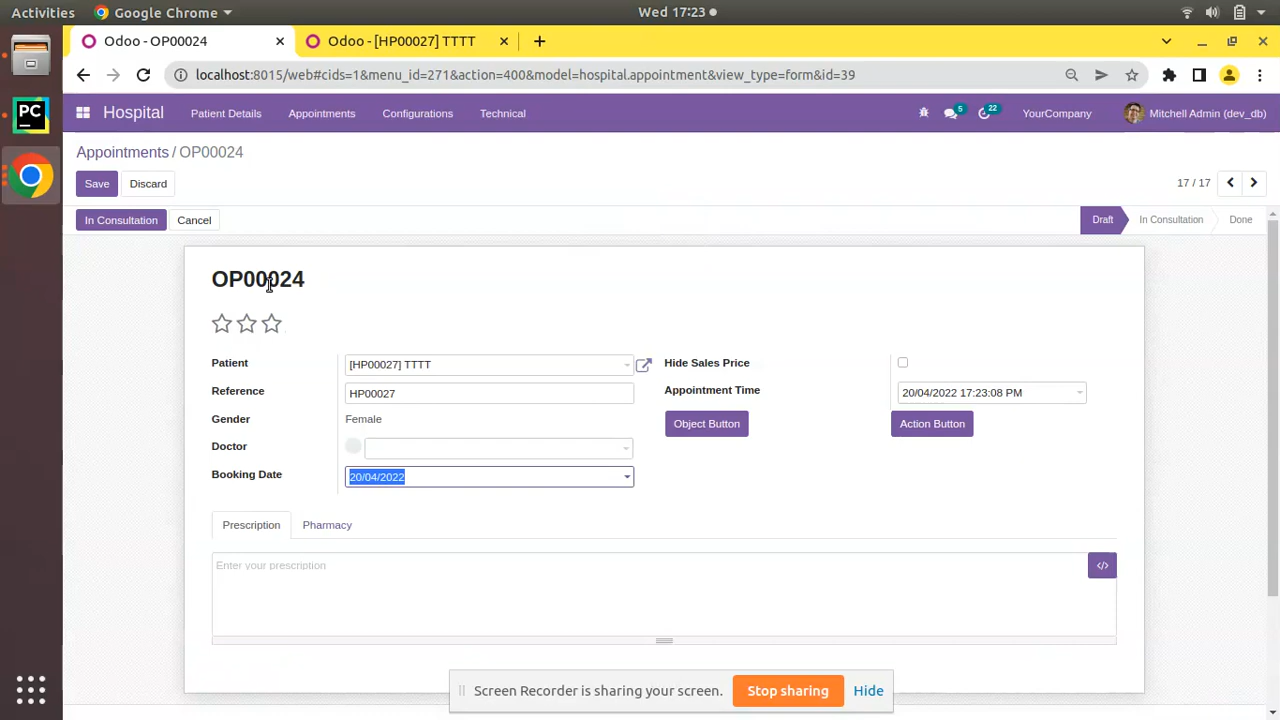 Activities Google Chrome Wed 17:23
Odoo - OP00024 Odoo - [HP00027] TTTT
localhost:8015/web#cids=1&menu_id=271&action=400&model=hospital.appointment&view_type=form&id=39
Hospital Patient Details Appointments Configurations Technical 5 22 YourCompany Mitchell Admin (dev_db)
Appointments / OP00024
Save Discard 17 / 17
In Consultation Cancel Draft In Consultation Done
OP00024
Patient [HP00027] TTTT Hide Sales Price
Reference HP00027 Appointment Time 20/04/2022 17:23:08 PM
Gender Female Object Button Action Button
Doctor
Booking Date 20/04/2022
Prescription Pharmacy
Enter your prescription </>
Screen Recorder is sharing your screen. Stop sharing Hide
PC